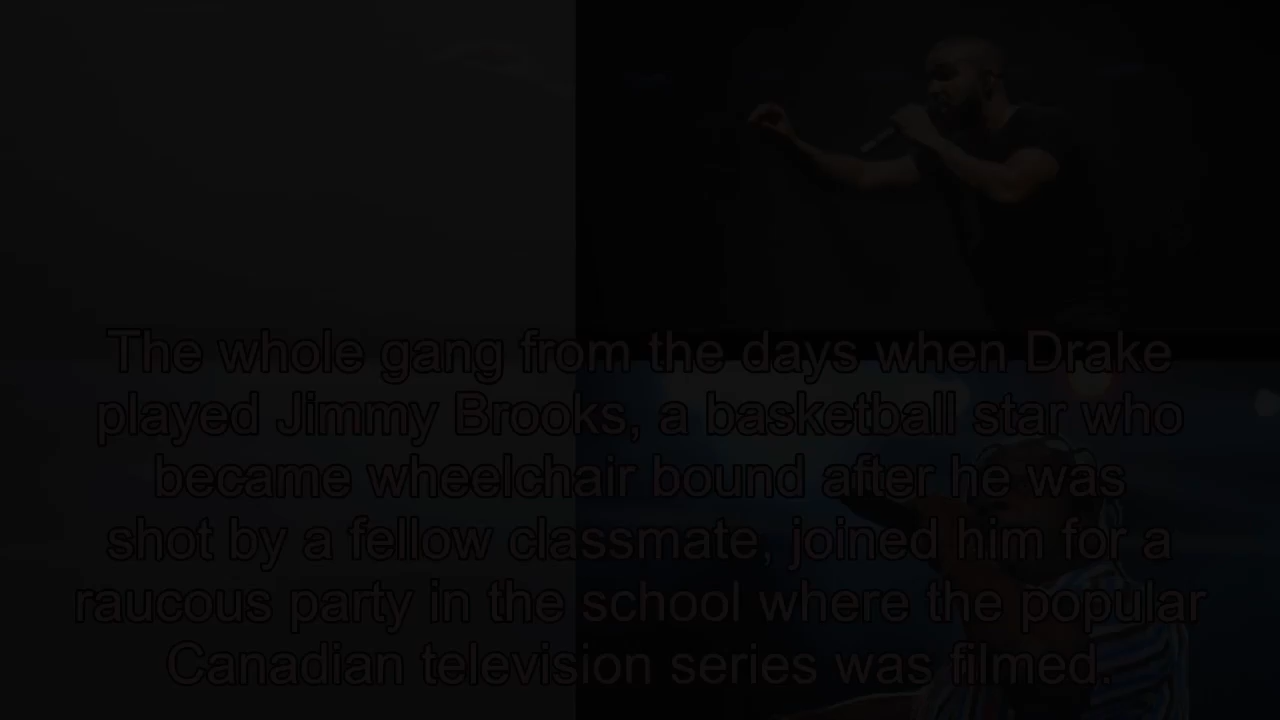 The whole gang from the days when Drake
played Jimmy Brooks, a basketball star who
became wheelchair bound after he was
shot by a fellow classmate, joined him for a
raucous party in the school where the popular
Canadian television series was filmed.